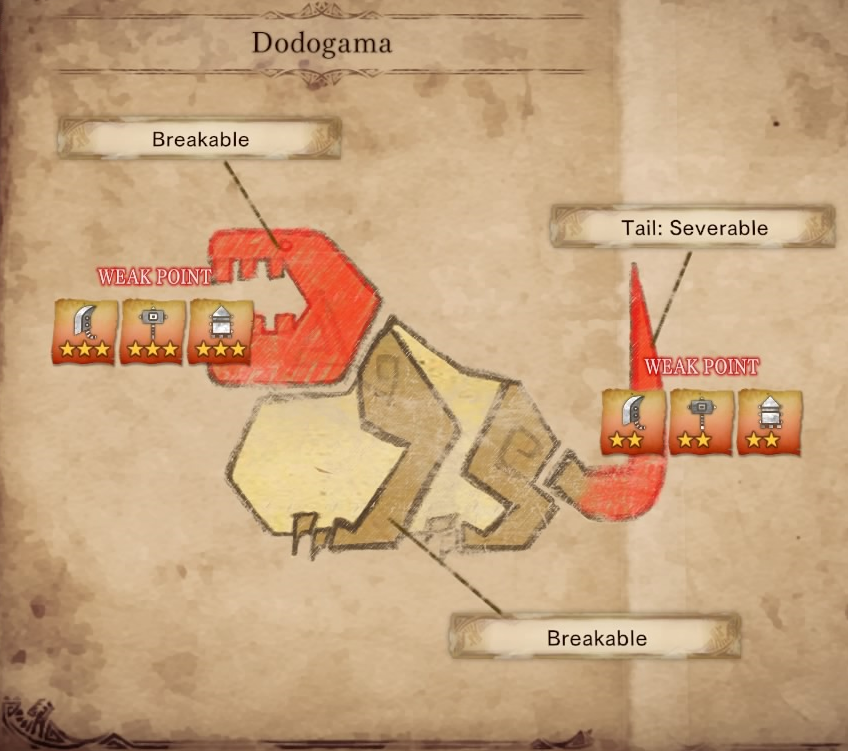 Dodogama
Breakable
Tail: Severable
WEAK POINT
WEAK POINT
Breakable